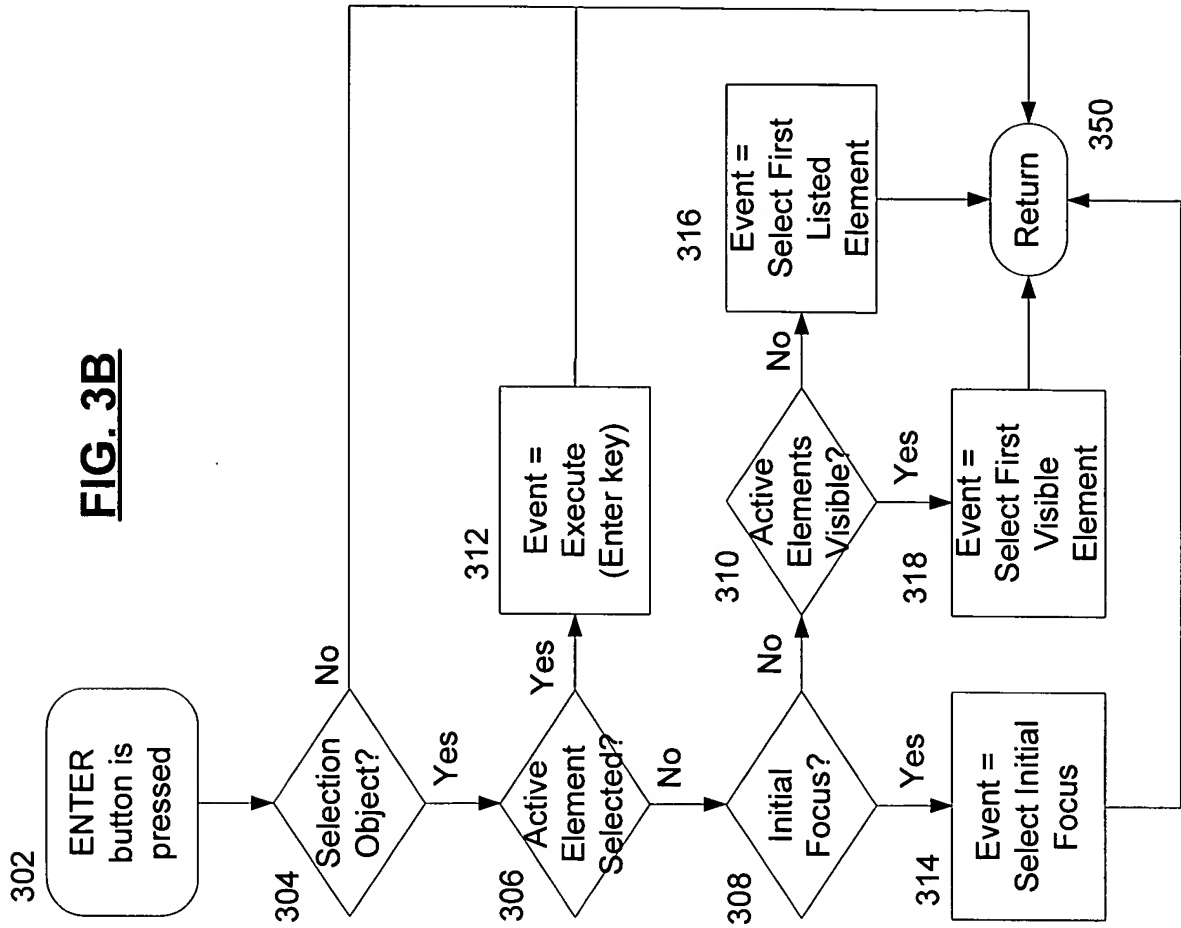 FIG. 3B
302
ENTER
button is
pressed
304
Selection
Object?
No
Yes
306
Active
Element
Selected?
Yes
No
312
Event =
Execute
(Enter key)
308
Initial
Focus?
No
Yes
310
Active
Elements
Visible?
No
Yes
316
Event =
Select First
Listed
Element
314
Event =
Select Initial
Focus
318
Event =
Select First
Visible
Element
Return
350